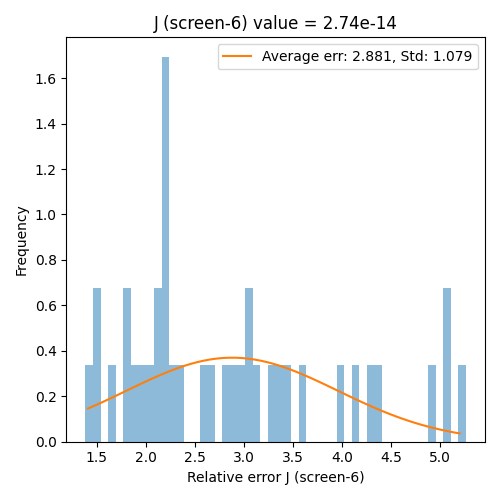 J (screen-6) value = 2.74e-14
Average err: 2.881, Std: 1.079
Frequency
1.6
1.4
1.2
1.0
0.8
0.6
0.4
0.2
0.0
1.5 2.0 2.5 3.0 3.5 4.0 4.5 5.0
Relative error J (screen-6)